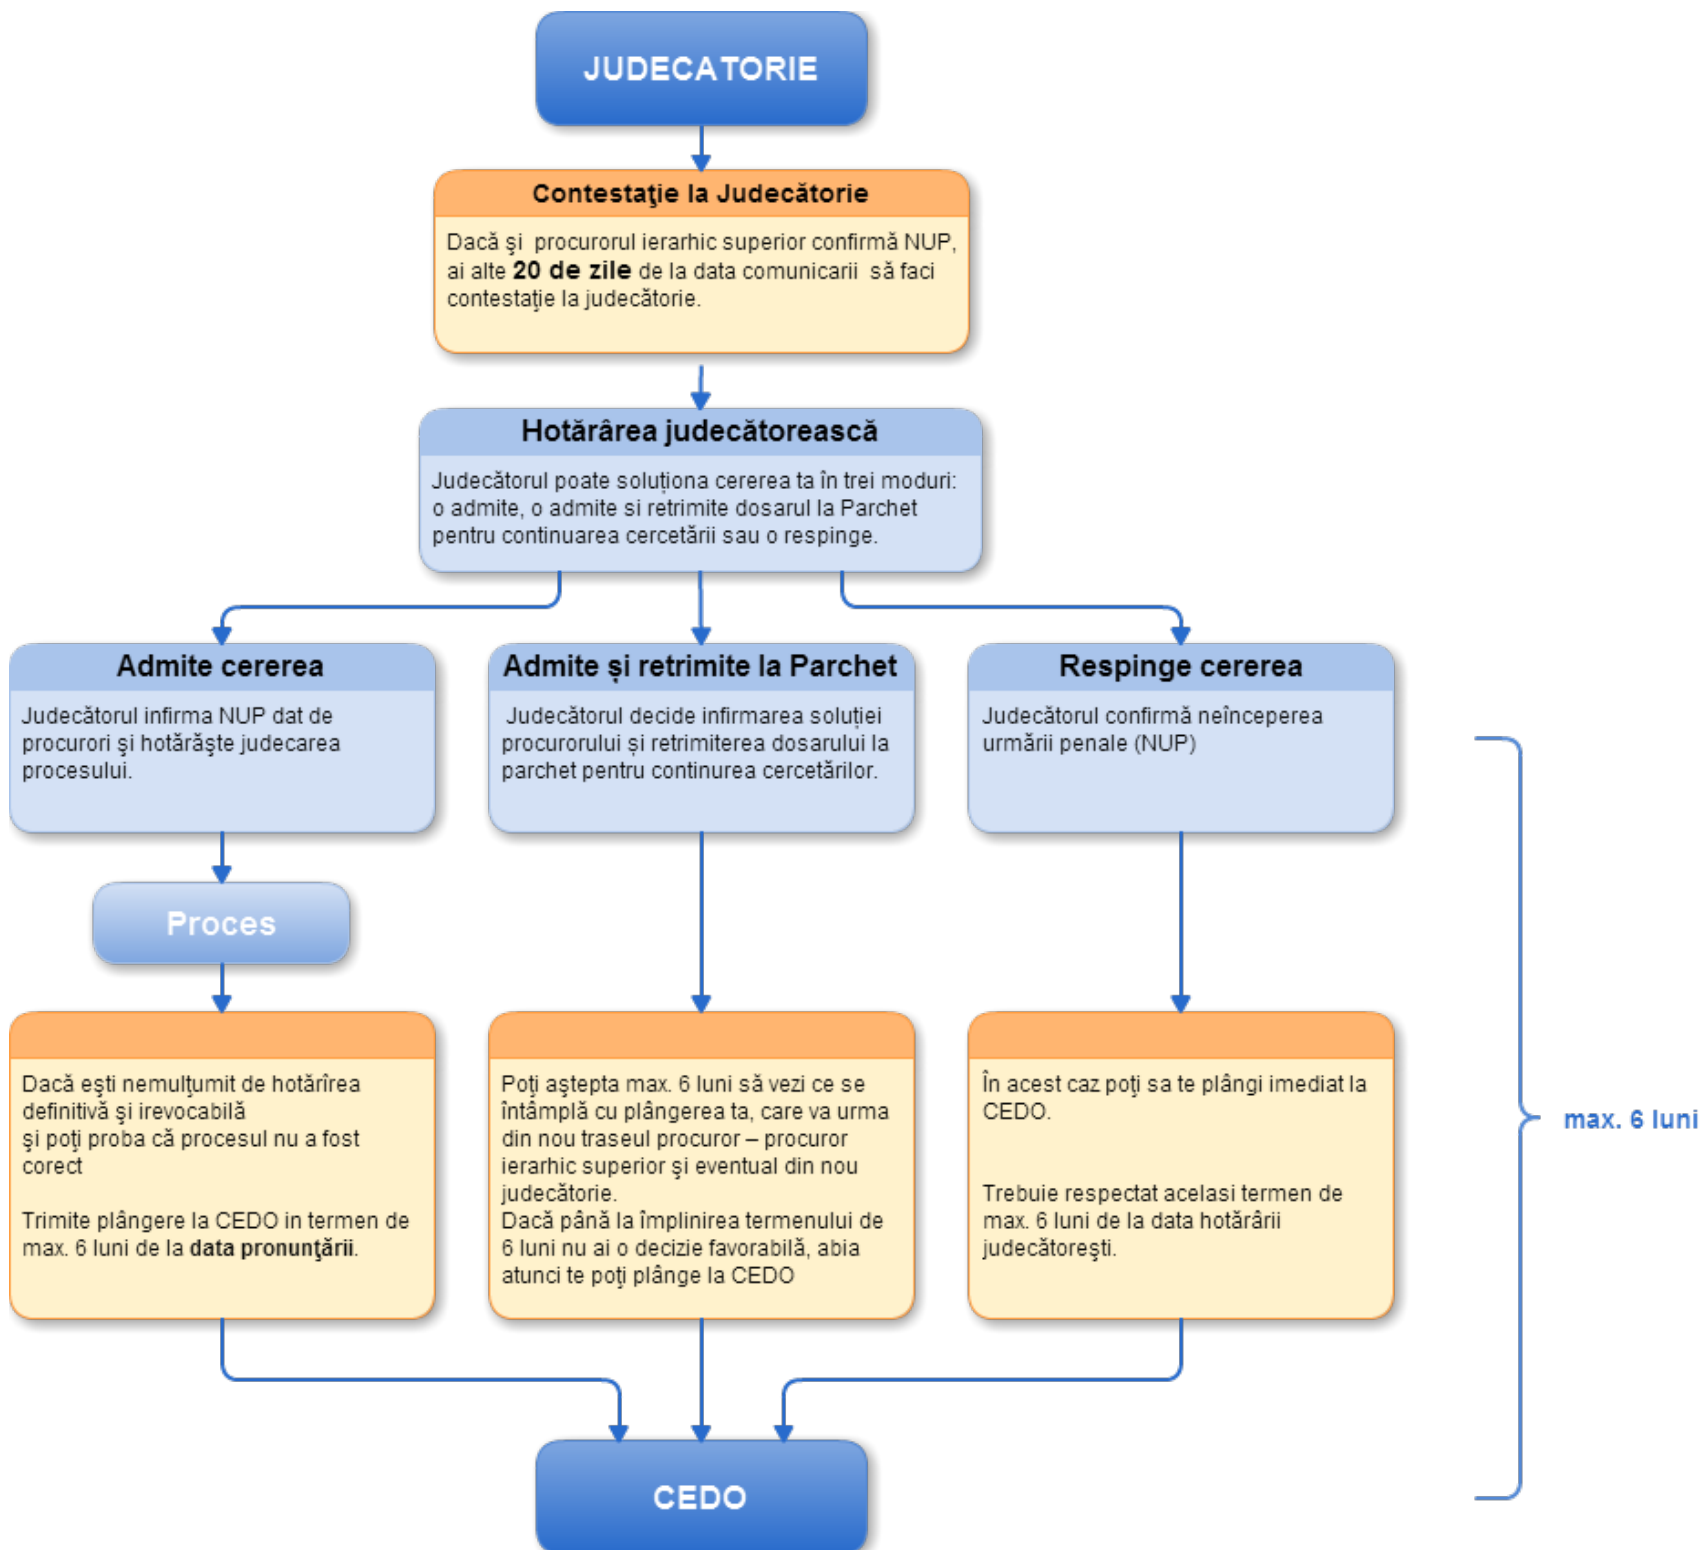 JUDECATORIE
Contestaţie la Judecătorie
Dacă şi procurorul ierarhic superior confirmă NUP,
ai alte 20 de zile de la data comunicarii să faci
contestaţie la judecătorie.
Hotărârea judecătorească
Judecătorul poate soluționa cererea ta în trei moduri:
o admite, o admite si retrimite dosarul la Parchet
pentru continuarea cercetării sau o respinge.
Admite cererea
Judecătorul infirma NUP dat de
procurori şi hotărăşte judecarea
procesului.
Admite și retrimite la Parchet
Judecătorul decide infirmarea soluției
procurorului și retrimiterea dosarului la
parchet pentru continurea cercetărilor.
Respinge cererea
Judecătorul confirmă neînceperea
urmării penale (NUP)
Proces
Dacă eşti nemulţumit de hotărîrea
definitivă şi irevocabilă
şi poţi proba că procesul nu a fost
corect
Trimite plângere la CEDO in termen de
max. 6 luni de la data pronunţării.
Poţi aştepta max. 6 luni să vezi ce se
întâmplă cu plângerea ta, care va urma
din nou traseul procuror – procuror
ierarhic superior şi eventual din nou
judecătorie.
Dacă până la împlinirea termenului de
6 luni nu ai o decizie favorabilă, abia
atunci te poţi plânge la CEDO
În acest caz poţi sa te plângi imediat la
CEDO.
Trebuie respectat acelasi termen de
max. 6 luni de la data hotărârii
judecătoreşti.
max. 6 luni
CEDO